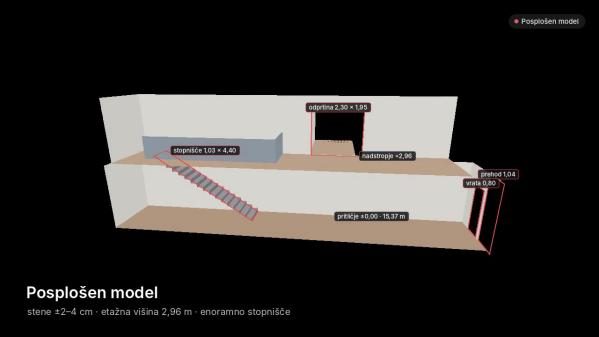 Posplošen model
odprtina 2,30 × 1,95
stopnišče 1,03 × 4,40
nadstropje +2,96
prehod 1,04
vrata 0,80
pritličje ±0,00 · 15,37 m
Posplošen model
stene ±2–4 cm · etažna višina 2,96 m · enoramno stopnišče